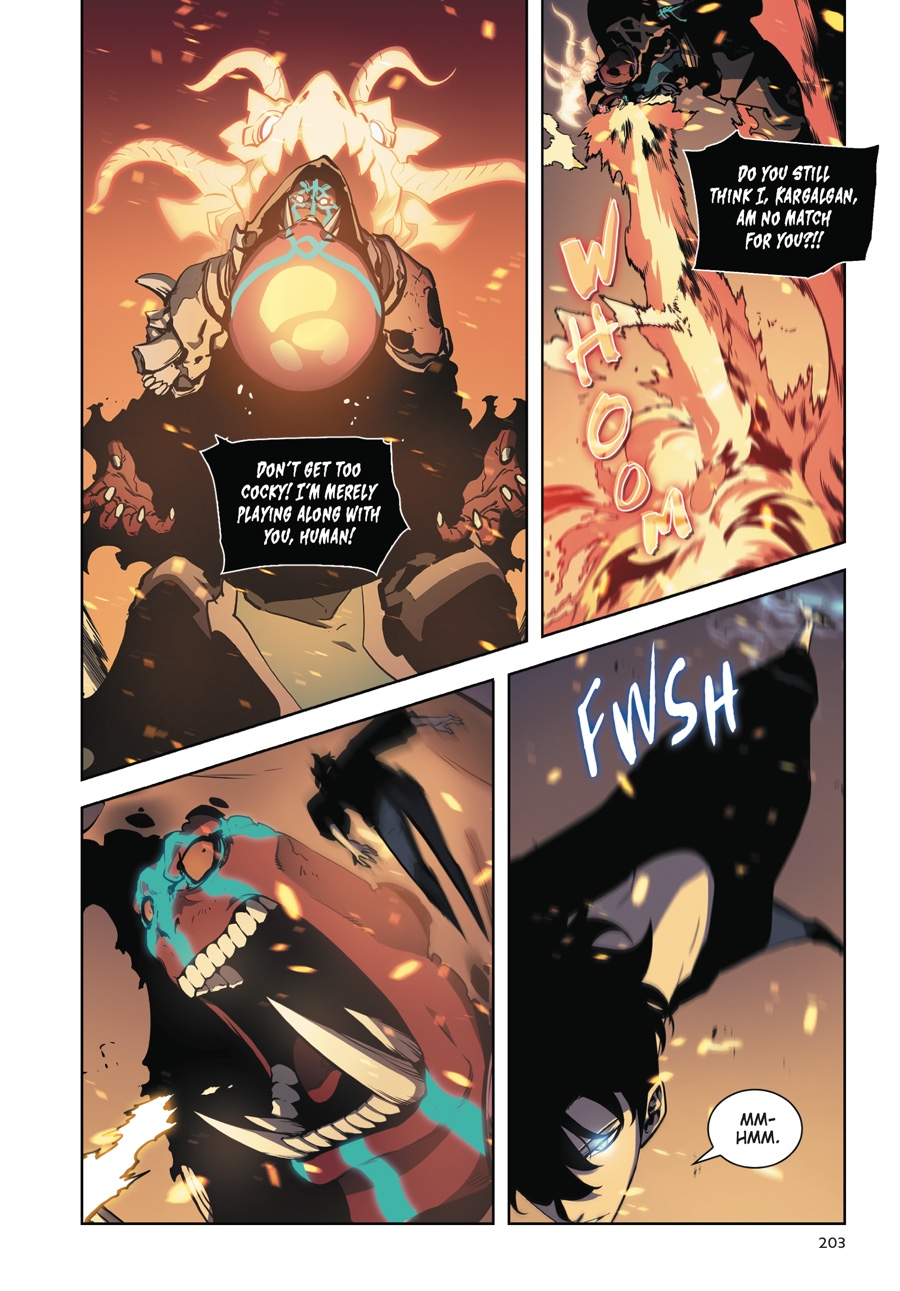 DON'T GET TOO
COCKY! I'M MERELY
PLAYING ALONG WITH
YOU, HUMAN!
DO YOU STILL
THINK I, KARGALGAN,
AM NO MATCH
FOR YOU?!!
WHOOM
FWSH
MM-
HMM.
203